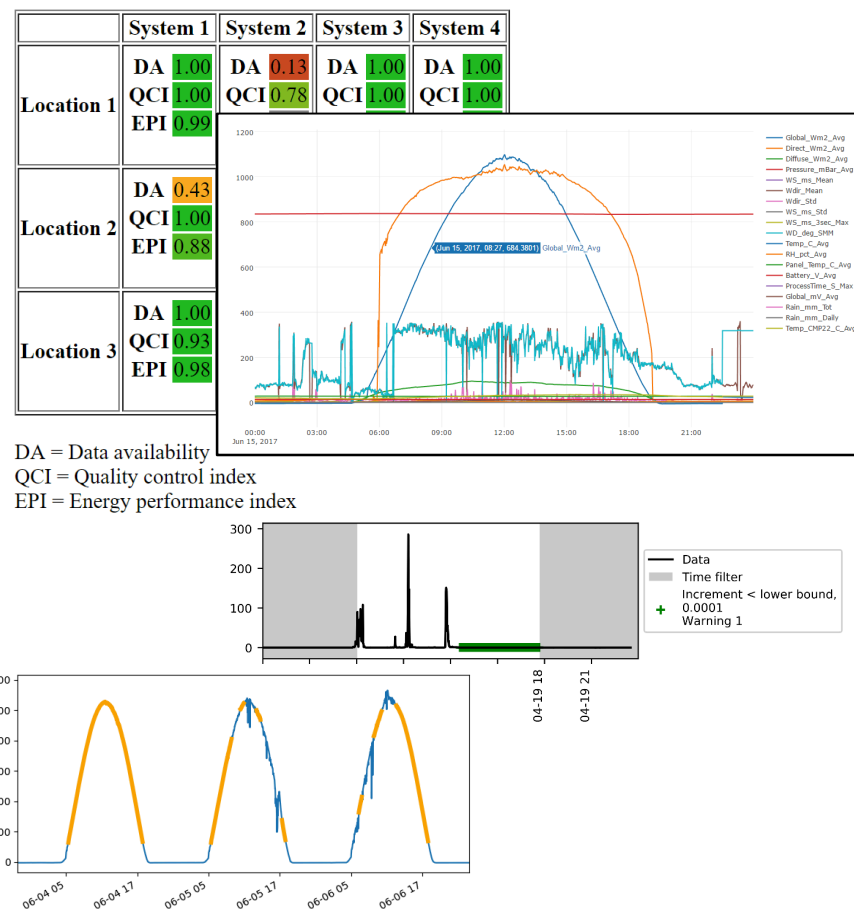 System 1 System 2 System 3 System 4
Location 1
DA 1.00 DA 0.13 DA 1.00 DA 1.00
QCI 1.00 QCI 0.78 QCI 1.00 QCI 1.00
EPI 0.99
Location 2
DA 0.43
QCI 1.00
EPI 0.88
Location 3
DA 1.00
QCI 0.93
EPI 0.98
DA = Data availability
QCI = Quality control index
EPI = Energy performance index
1200
1000
800
600
400
200
0
00:00 03:00 06:00 09:00 12:00 15:00 18:00 21:00
Jun 15, 2017
(Jun 15, 2017, 08:27, 684.3801) Global_Wm2_Avg
Global_Wm2_Avg
Direct_Wm2_Avg
Diffuse_Wm2_Avg
Pressure_mBar_Avg
WS_ms_Mean
Wdir_Mean
Wdir_Std
WS_ms_Std
WS_ms_3sec_Max
WD_deg_SMM
Temp_C_Avg
RH_pct_Avg
Panel_Temp_C_Avg
Battery_V_Avg
ProcessTime_S_Max
Global_mV_Avg
Rain_mm_Tot
Rain_mm_Daily
Temp_CMP22_C_Avg
300
200
100
0
04-19 18
04-19 21
Data
Time filter
Increment < lower bound,
0.0001
Warning 1
0
06-04 05 06-04 17 06-05 05 06-05 17 06-06 05 06-06 17